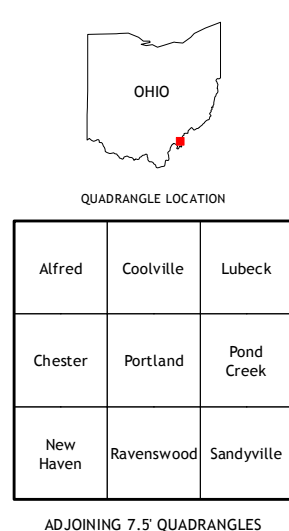 OHIO
QUADRANGLE LOCATION
Alfred
Coolville
Lubeck
Chester
Portland
Pond
Creek
New
Haven
Ravenswood
Sandyville
ADJOINING 7.5' QUADRANGLES